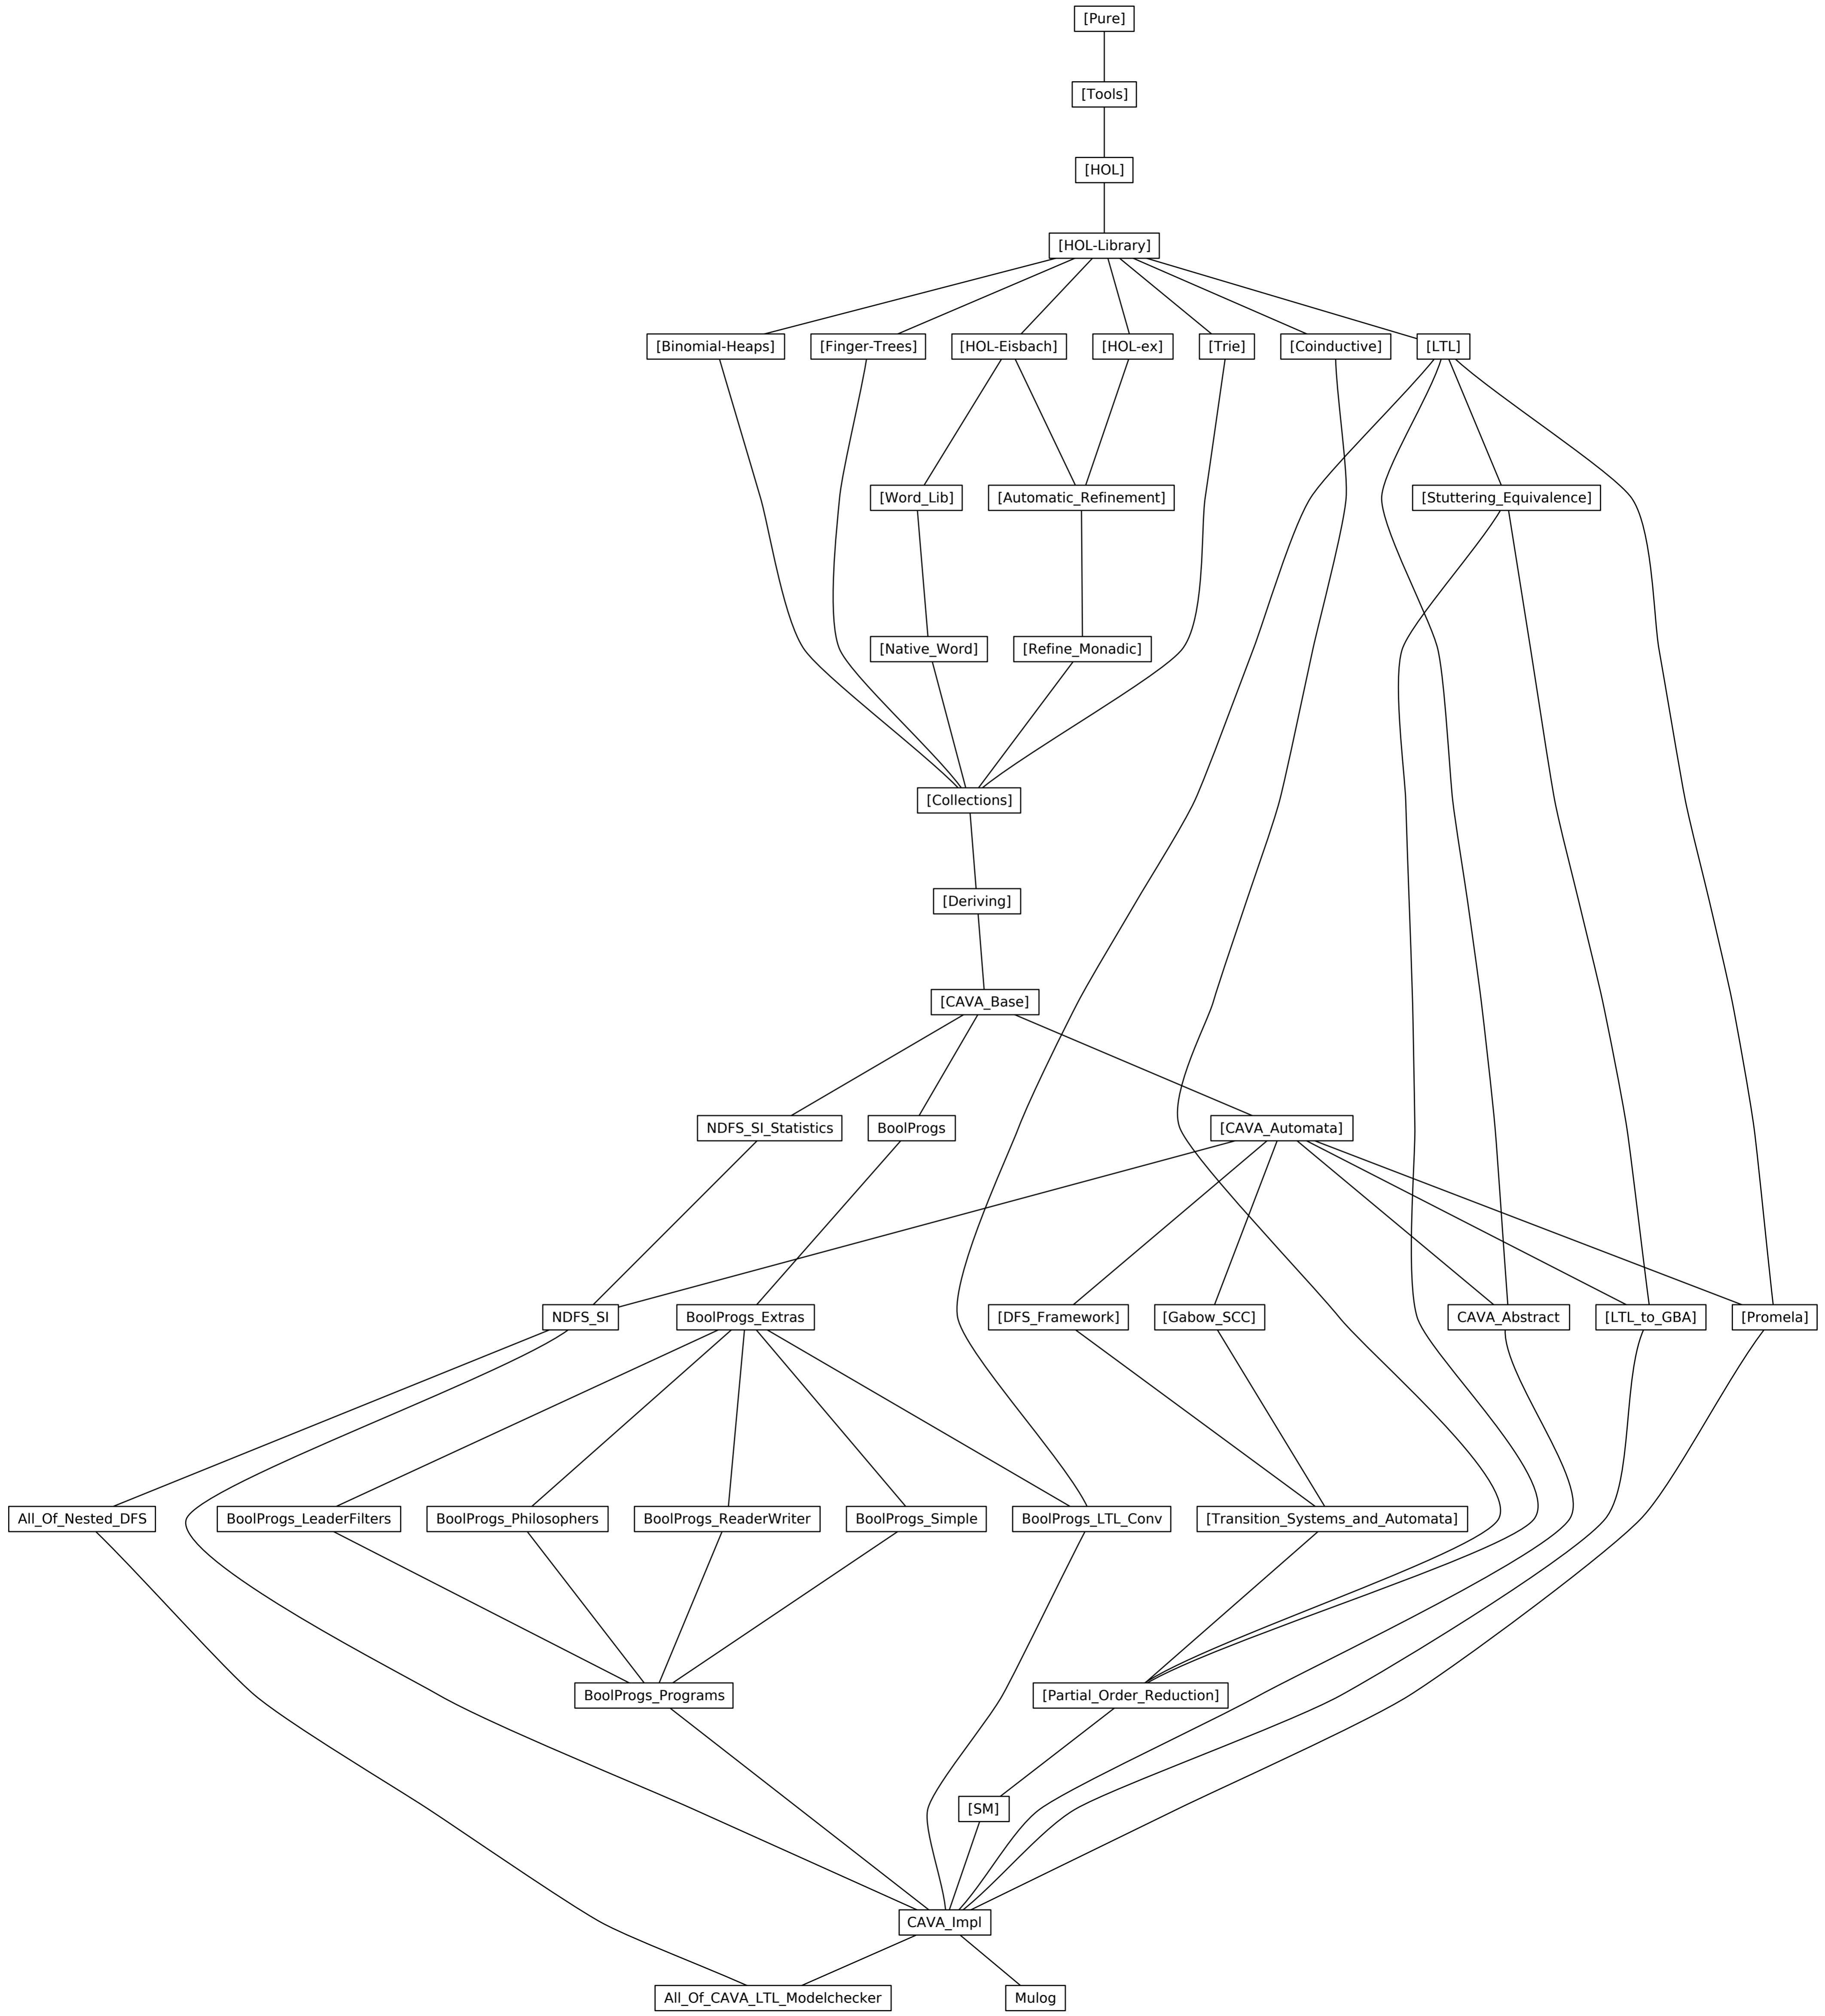 [Pure]
[Tools]
[HOL]
[HOL-Library]
[Binomial-Heaps]
[Finger-Trees]
[HOL-Eisbach]
[HOL-ex]
[Trie]
[Coinductive]
[LTL]
[Word_Lib]
[Automatic_Refinement]
[Stuttering_Equivalence]
[Native_Word]
[Refine_Monadic]
[Collections]
[Deriving]
[CAVA_Base]
NDFS_SI_Statistics
BoolProgs
[CAVA_Automata]
NDFS_SI
BoolProgs_Extras
[DFS_Framework]
[Gabow_SCC]
CAVA_Abstract
[LTL_to_GBA]
[Promela]
All_Of_Nested_DFS
BoolProgs_LeaderFilters
BoolProgs_Philosophers
BoolProgs_ReaderWriter
BoolProgs_Simple
BoolProgs_LTL_Conv
[Transition_Systems_and_Automata]
BoolProgs_Programs
[Partial_Order_Reduction]
[SM]
CAVA_Impl
All_Of_CAVA_LTL_Modelchecker
Mulog